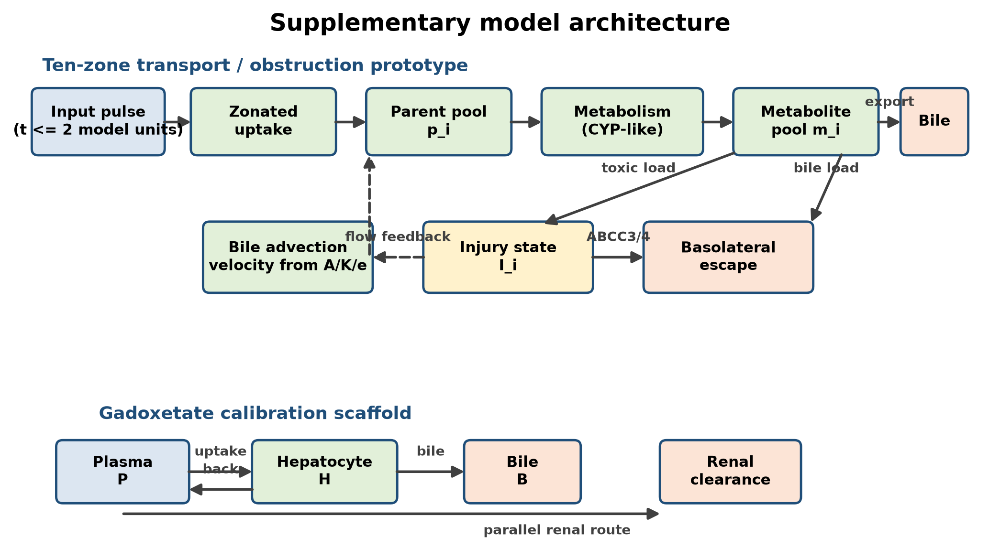 Supplementary model architecture
Ten-zone transport / obstruction prototype
Input pulse
(t <= 2 model units)
Zonated
uptake
Parent pool
p_i
Metabolism
(CYP-like)
Metabolite
pool m_i
export
Bile
toxic load
bile load
Bile advection
velocity from A/K/e
flow feedback
Injury state
I_i
ABCC3/4
Basolateral
escape
Gadoxetate calibration scaffold
Plasma
P
uptake
back
Hepatocyte
H
bile
Bile
B
Renal
clearance
parallel renal route